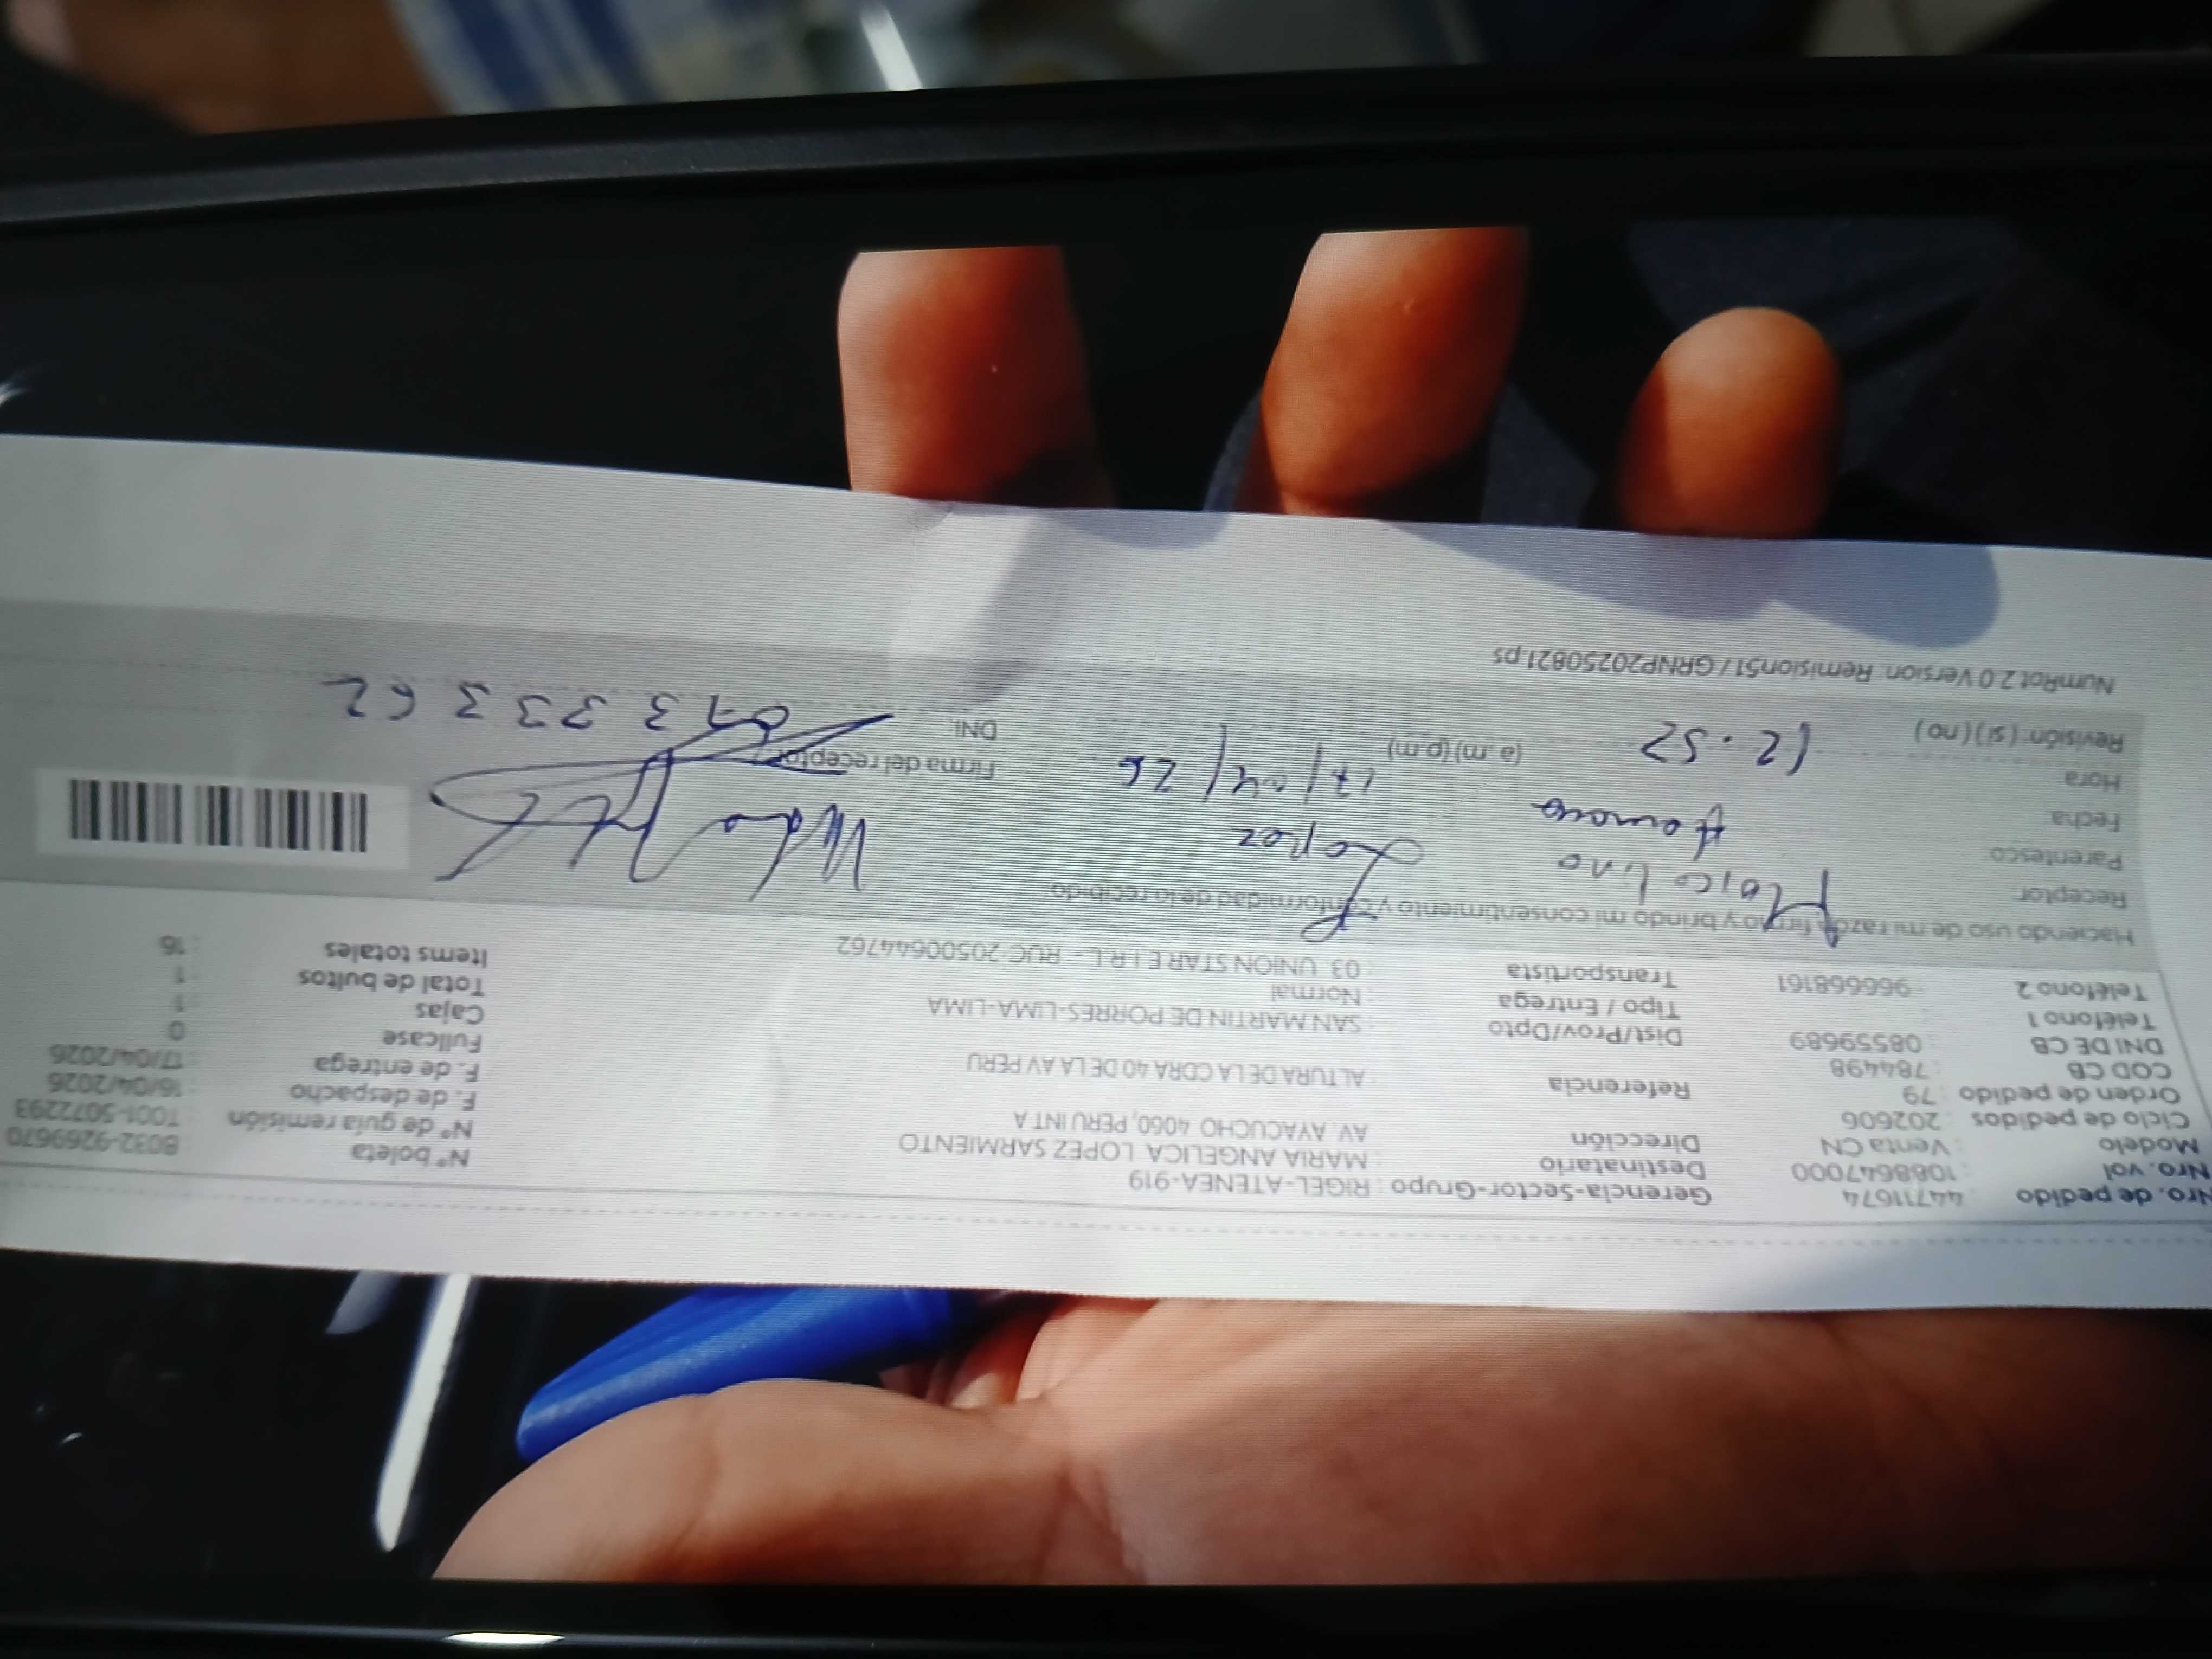 Nro. de pedido : 44711674 Gerencia-Sector-Grupo : RIGEL-ATENEA-919
Nro. vol : 1088647000 Destinatario : MARIA ANGELICA LOPEZ SARMIENTO Nº boleta : B032-9269670
Modelo : Venta CN Dirección AV. AYACUCHO 4060, PERU INT A Nº de guía remisión : T001-5072293
Ciclo de pedidos : 202606 F. de despacho : 16/04/2026
Orden de pedido : 79 Referencia : ALTURA DE LA CDRA 40 DE LA AV PERU F. de entrega : 17/04/2026
COD CB : 784498 Fullcase : 0
DNI DE CB : 08559689 Dist/Prov/Dpto : SAN MARTIN DE PORRES-LIMA-LIMA Cajas : 1
Teléfono 1 : Tipo / Entrega : Normal Total de bultos : 1
Teléfono 2 : 966668161 Transportista : 03. UNION STAR E.I.R.L - RUC:20500644762 Items totales : 16
Haciendo uso de mi razón, firmo y brindo mi consentimiento y conformidad de lo recibido:
Receptor: Lopez
Parentesco:
Fecha: 17/04/26
Hora: 12.52 (a.m) (p.m) Firma del receptor
Revisión: (si) (no) DNI:
NumRot 2.0 Version: Remision51 / GRNP20250821.ps